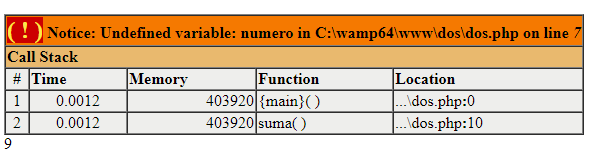 ( ! ) Notice: Undefined variable: numero in C:\wamp64\www\dos\dos.php on line 7
Call Stack
# Time Memory Function Location
1 0.0012 403920 {main}( ) ...\dos.php:0
2 0.0012 403920 suma( ) ...\dos.php:10
9